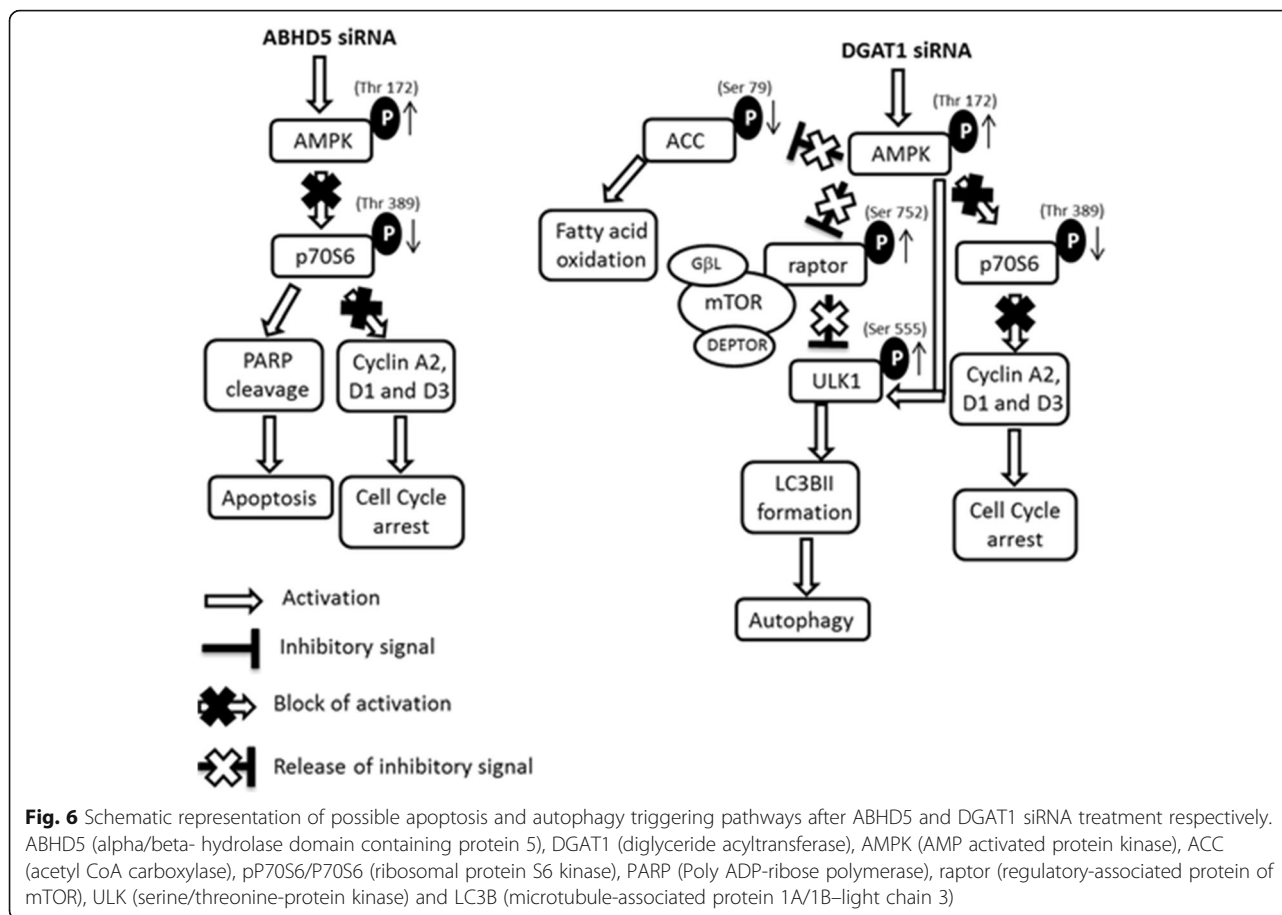 ABHD5 siRNA
(Thr 172)
P
AMPK
(Thr 389)
P
p70S6
PARP
cleavage
Cyclin A2,
D1 and D3
Apoptosis
Cell Cycle
arrest
DGAT1 siRNA
(Ser 79)
P
ACC
(Thr 172)
P
AMPK
Fatty acid
oxidation
(Ser 752)
P
raptor
GβL
mTOR
DEPTOR
(Thr 389)
P
p70S6
(Ser 555)
P
ULK1
Cyclin A2,
D1 and D3
LC3BII
formation
Cell Cycle
arrest
Autophagy
Activation
Inhibitory signal
Block of activation
Release of inhibitory signal
Fig. 6 Schematic representation of possible apoptosis and autophagy triggering pathways after ABHD5 and DGAT1 siRNA treatment respectively.
ABHD5 (alpha/beta- hydrolase domain containing protein 5), DGAT1 (diglyceride acyltransferase), AMPK (AMP activated protein kinase), ACC
(acetyl CoA carboxylase), pP70S6/P70S6 (ribosomal protein S6 kinase), PARP (Poly ADP-ribose polymerase), raptor (regulatory-associated protein of
mTOR), ULK (serine/threonine-protein kinase) and LC3B (microtubule-associated protein 1A/1B–light chain 3)